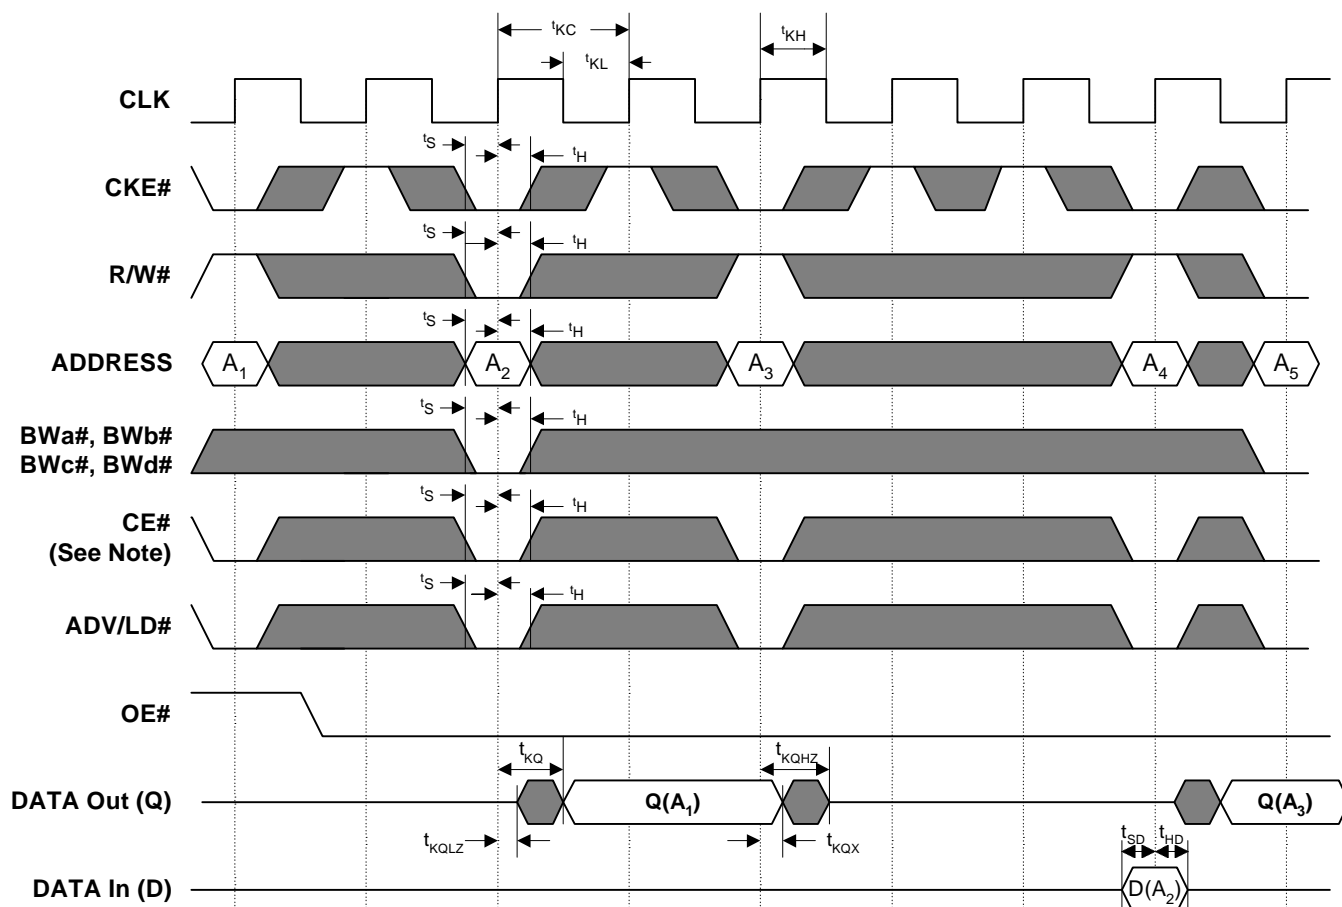 tKC
tKH
tKL
CLK
tS
tH
CKE#
tS
tH
R/W#
tS
tH
ADDRESS
A1
A2
A3
A4
A5
tS
tH
BWa#, BWb#
BWc#, BWd#
tS
tH
CE#
(See Note)
tS
tH
ADV/LD#
OE#
tKQ
tKQHZ
DATA Out (Q)
Q(A1)
Q(A3)
tKQLZ
tKQX
tSD
tHD
DATA In (D)
D(A2)